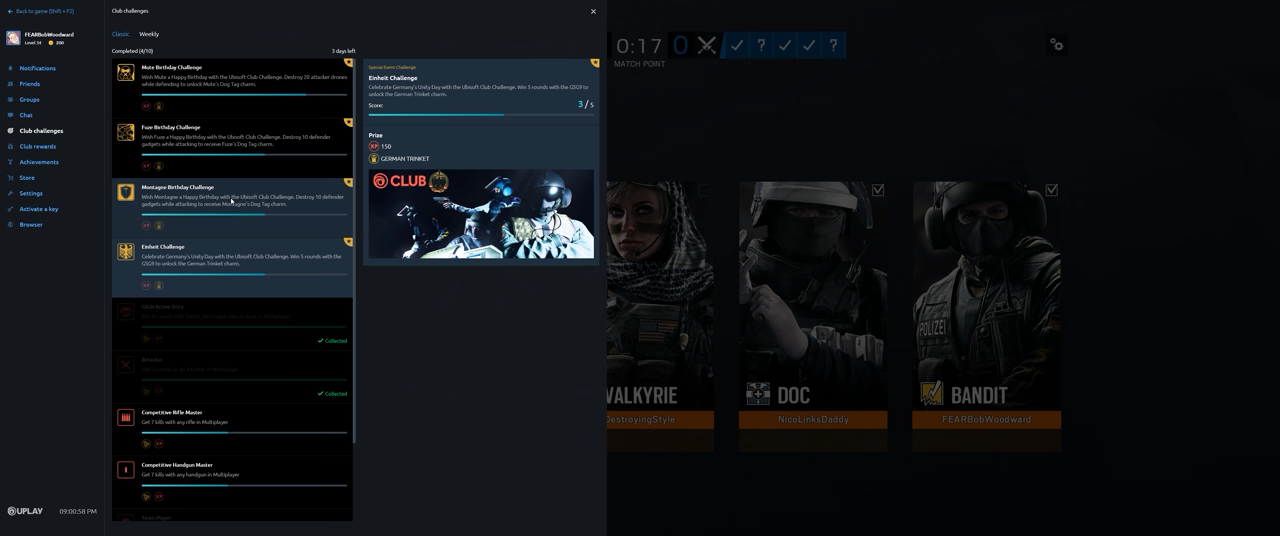 Back to game (Shift + F2)
FEARBobWoodward
Level 34
200
Notifications
Friends
Groups
Chat
Club challenges
Club rewards
Achievements
Store
Settings
Activate a key
Browser
UPLAY
09:00:58 PM
Club challenges
Classic
Weekly
Completed (4/10)
3 days left
Mute Birthday Challenge
Wish Mute a Happy Birthday with the Ubisoft Club Challenge. Destroy 20 attacker drones
while defending to unlock Mute's Dog Tag charm.
XP
Fuze Birthday Challenge
Wish Fuze a Happy Birthday with the Ubisoft Club Challenge. Destroy 10 defender
gadgets while attacking to receive Fuze's Dog Tag charm.
XP
Montagne Birthday Challenge
Wish Montagne a Happy Birthday with the Ubisoft Club Challenge. Destroy 10 defender
gadgets while attacking to receive Montagne's Dog Tag charm.
XP
Einheit Challenge
Celebrate Germany's Unity Day with the Ubisoft Club Challenge. Win 5 rounds with the
GSG9 to unlock the German Trinket charm.
XP
Collected
Attacker
Collected
Competitive Rifle Master
Get 7 kills with any rifle in Multiplayer
XP
Competitive Handgun Master
Get 7 kills with any handgun in Multiplayer
XP
Team Player
Special Event Challenge
Einheit Challenge
Celebrate Germany's Unity Day with the Ubisoft Club Challenge. Win 5 rounds with the GSG9 to
unlock the German Trinket charm.
Score:
3 / 5
Prize
XP 150
GERMAN TRINKET
CLUB
0:17
0
? 
MATCH POINT
?
VALKYRIE
DestroyingStyle
DOC
NicoLinksDaddy
POLIZEI
BANDIT
FEARBobWoodward